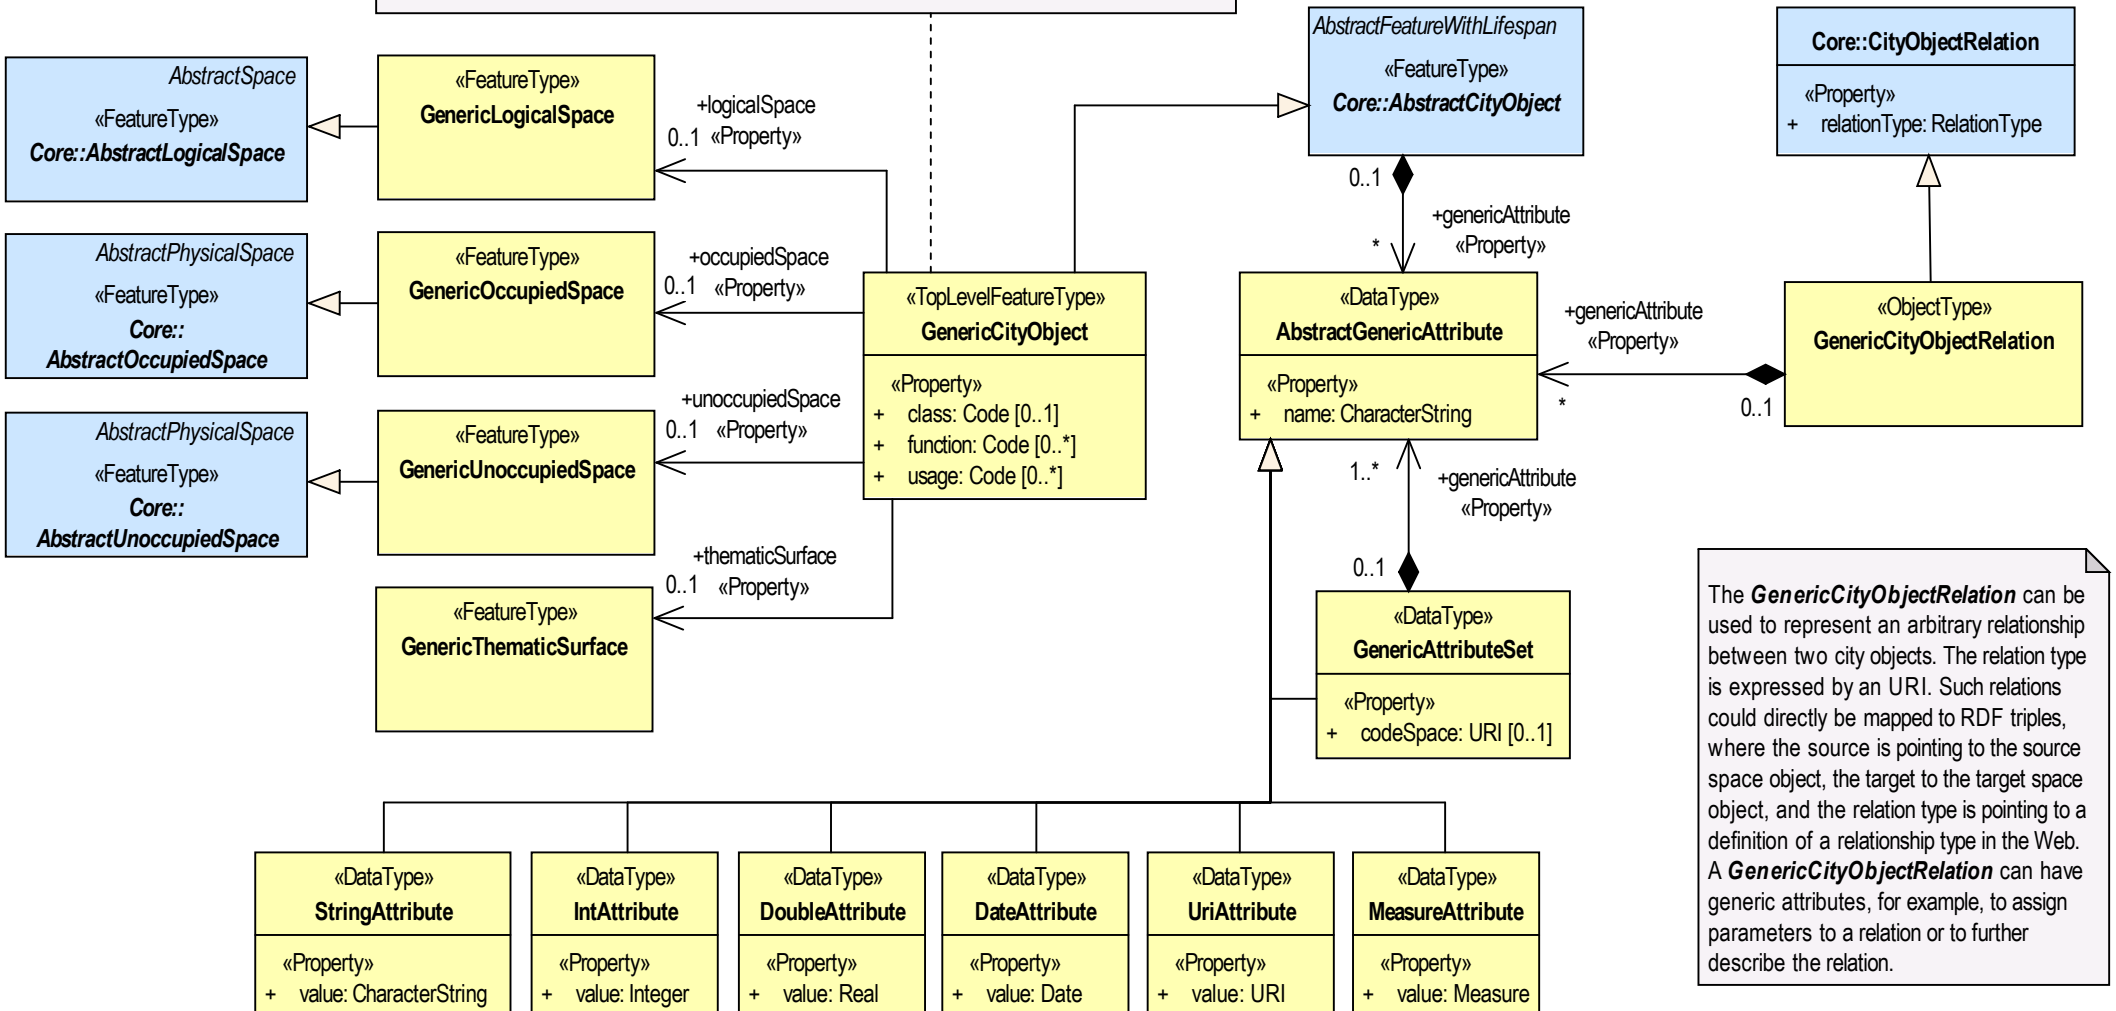 AbstractSpace
«FeatureType»
Core::AbstractLogicalSpace
«FeatureType»
GenericLogicalSpace
+logicalSpace
0..1 «Property»
AbstractFeatureWithLifespan
«FeatureType»
Core::AbstractCityObject
Core::CityObjectRelation
«Property»
+ relationType: RelationType
0..1
+genericAttribute
«Property»
*
AbstractPhysicalSpace
«FeatureType»
Core::
AbstractOccupiedSpace
«FeatureType»
GenericOccupiedSpace
+occupiedSpace
0..1 «Property»
«TopLevelFeatureType»
GenericCityObject
«Property»
+ class: Code [0..1]
+ function: Code [0..*]
+ usage: Code [0..*]
«DataType»
AbstractGenericAttribute
«Property»
+ name: CharacterString
+genericAttribute
«Property»
*
0..1
«ObjectType»
GenericCityObjectRelation
AbstractPhysicalSpace
«FeatureType»
Core::
AbstractUnoccupiedSpace
«FeatureType»
GenericUnoccupiedSpace
+unoccupiedSpace
0..1 «Property»
1..*
+genericAttribute
«Property»
0..1
«FeatureType»
GenericThematicSurface
+thematicSurface
0..1 «Property»
«DataType»
GenericAttributeSet
«Property»
+ codeSpace: URI [0..1]
The GenericCityObjectRelation can be
used to represent an arbitrary relationship
between two city objects. The relation type
is expressed by an URI. Such relations
could directly be mapped to RDF triples,
where the source is pointing to the source
space object, the target to the target space
object, and the relation type is pointing to a
definition of a relationship type in the Web.
A GenericCityObjectRelation can have
generic attributes, for example, to assign
parameters to a relation or to further
describe the relation.
«DataType»
StringAttribute
«Property»
+ value: CharacterString
«DataType»
IntAttribute
«Property»
+ value: Integer
«DataType»
DoubleAttribute
«Property»
+ value: Real
«DataType»
DateAttribute
«Property»
+ value: Date
«DataType»
UriAttribute
«Property»
+ value: URI
«DataType»
MeasureAttribute
«Property»
+ value: Measure